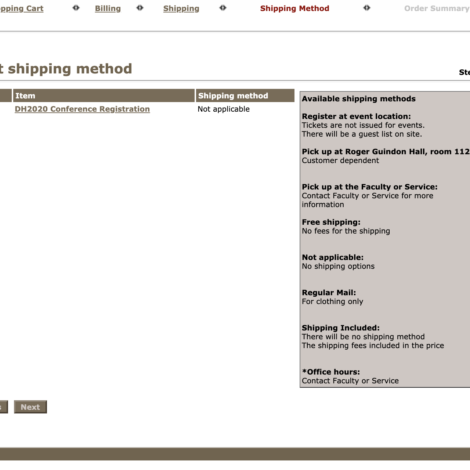 pping Cart Billing Shipping Shipping Method Order Summary
t shipping method
Ste
Item Shipping method
DH2020 Conference Registration Not applicable
Available shipping methods
Register at event location:
Tickets are not issued for events.
There will be a guest list on site.
Pick up at Roger Guindon Hall, room 112
Customer dependent
Pick up at the Faculty or Service:
Contact Faculty or Service for more
information
Free shipping:
No fees for the shipping
Not applicable:
No shipping options
Regular Mail:
For clothing only
Shipping Included:
There will be no shipping method
The shipping fees included in the price
*Office hours:
Contact Faculty or Service
Next